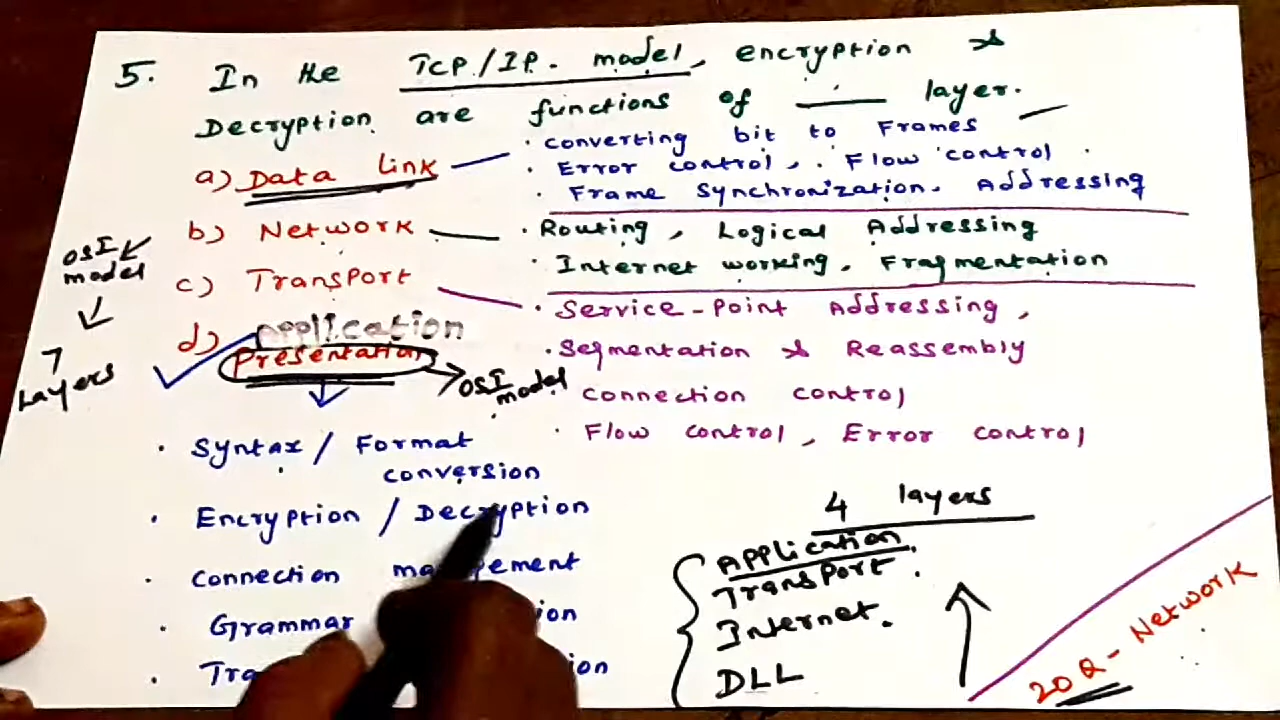 5. In the TCP/IP. model, encryption &
Decryption are functions of ____ layer.
a) Data Link
• converting bit to Frames
• Error control, • Flow control.
• Frame Synchronization. Addressing
b) Network
• Routing, Logical Addressing
• Internet working, Fragmentation
c) Transport
• Service-Point Addressing,
• Segmentation & Reassembly
connection control
• Flow control, Error control
d) Application
Presentation
OSI model
OSI
model
7
Layers
• Syntax / Format
conversion
• Encryption / Decryption
• Connection
• Grammar
4 layers
Application
Transport.
Internet.
DLL
20Q - Network